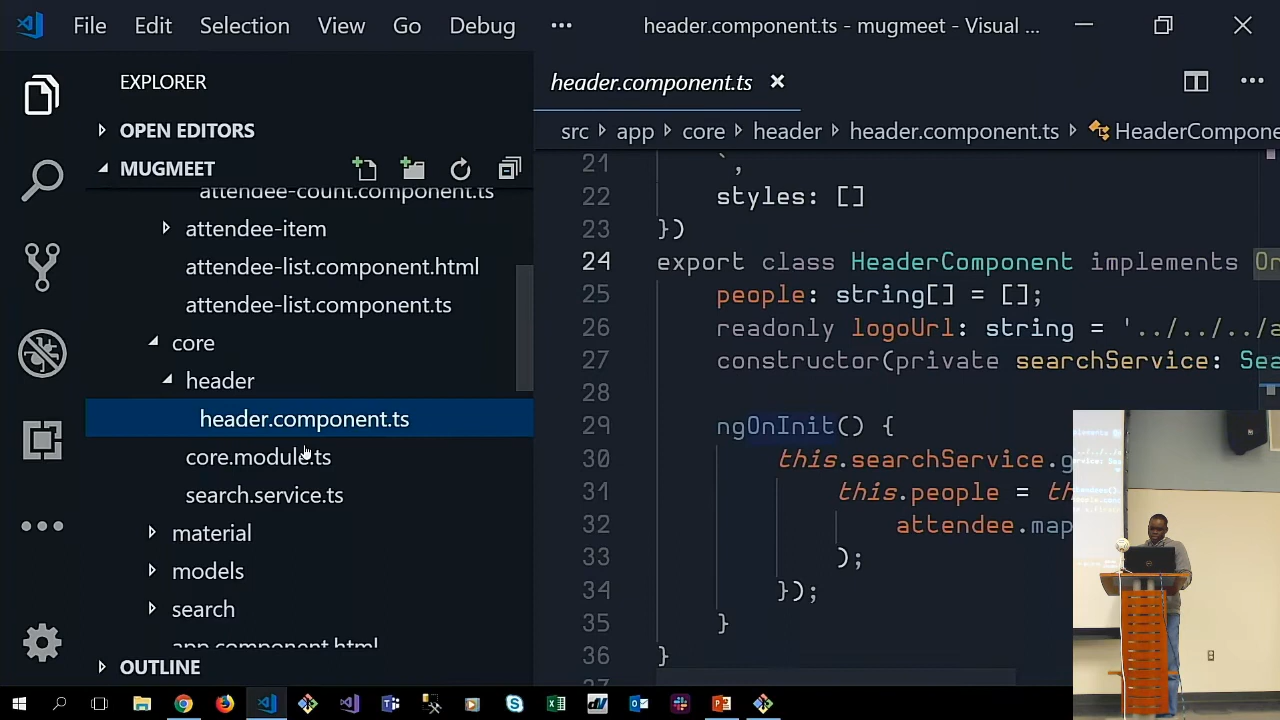 File Edit Selection View Go Debug ••• header.component.ts - mugmeet - Visual ...
EXPLORER
OPEN EDITORS
MUGMEET
attendee-count.component.ts
attendee-item
attendee-list.component.html
attendee-list.component.ts
core
header
header.component.ts
core.module.ts
search.service.ts
material
models
search
app.component.html
OUTLINE
header.component.ts
src app core header header.component.ts HeaderCompone
21 `,
22 styles: []
23 })
24 export class HeaderComponent implements On
25 people: string[] = [];
26 readonly logoUrl: string = '../../../a
27 constructor(private searchService: Sea
28
29 ngOnInit() {
30 this.searchService.g
31 this.people = th
32 attendee.map
33 );
34 });
35 }
36 }
37